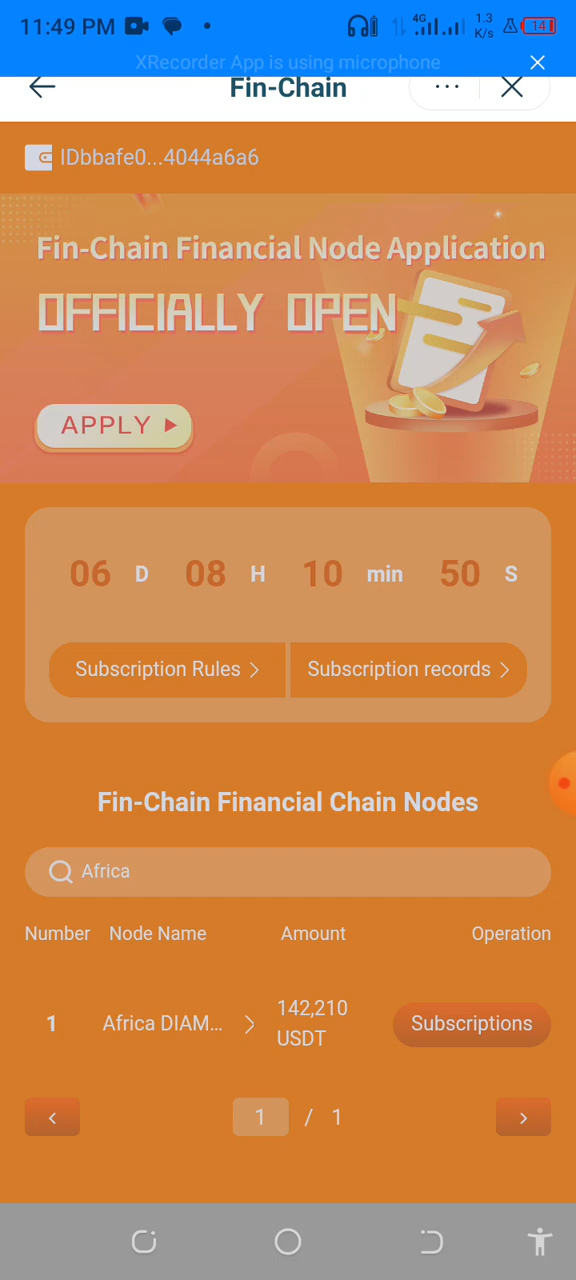 11:49 PM 4G 1.3 K/s 14
XRecorder App is using microphone
Fin-Chain
IDbbafe0...4044a6a6
Fin-Chain Financial Node Application
OFFICIALLY OPEN
APPLY
06 D 08 H 10 min 50 S
Subscription Rules Subscription records
Fin-Chain Financial Chain Nodes
Africa
Number Node Name Amount Operation
1 Africa DIAM... 142,210 USDT Subscriptions
1 / 1